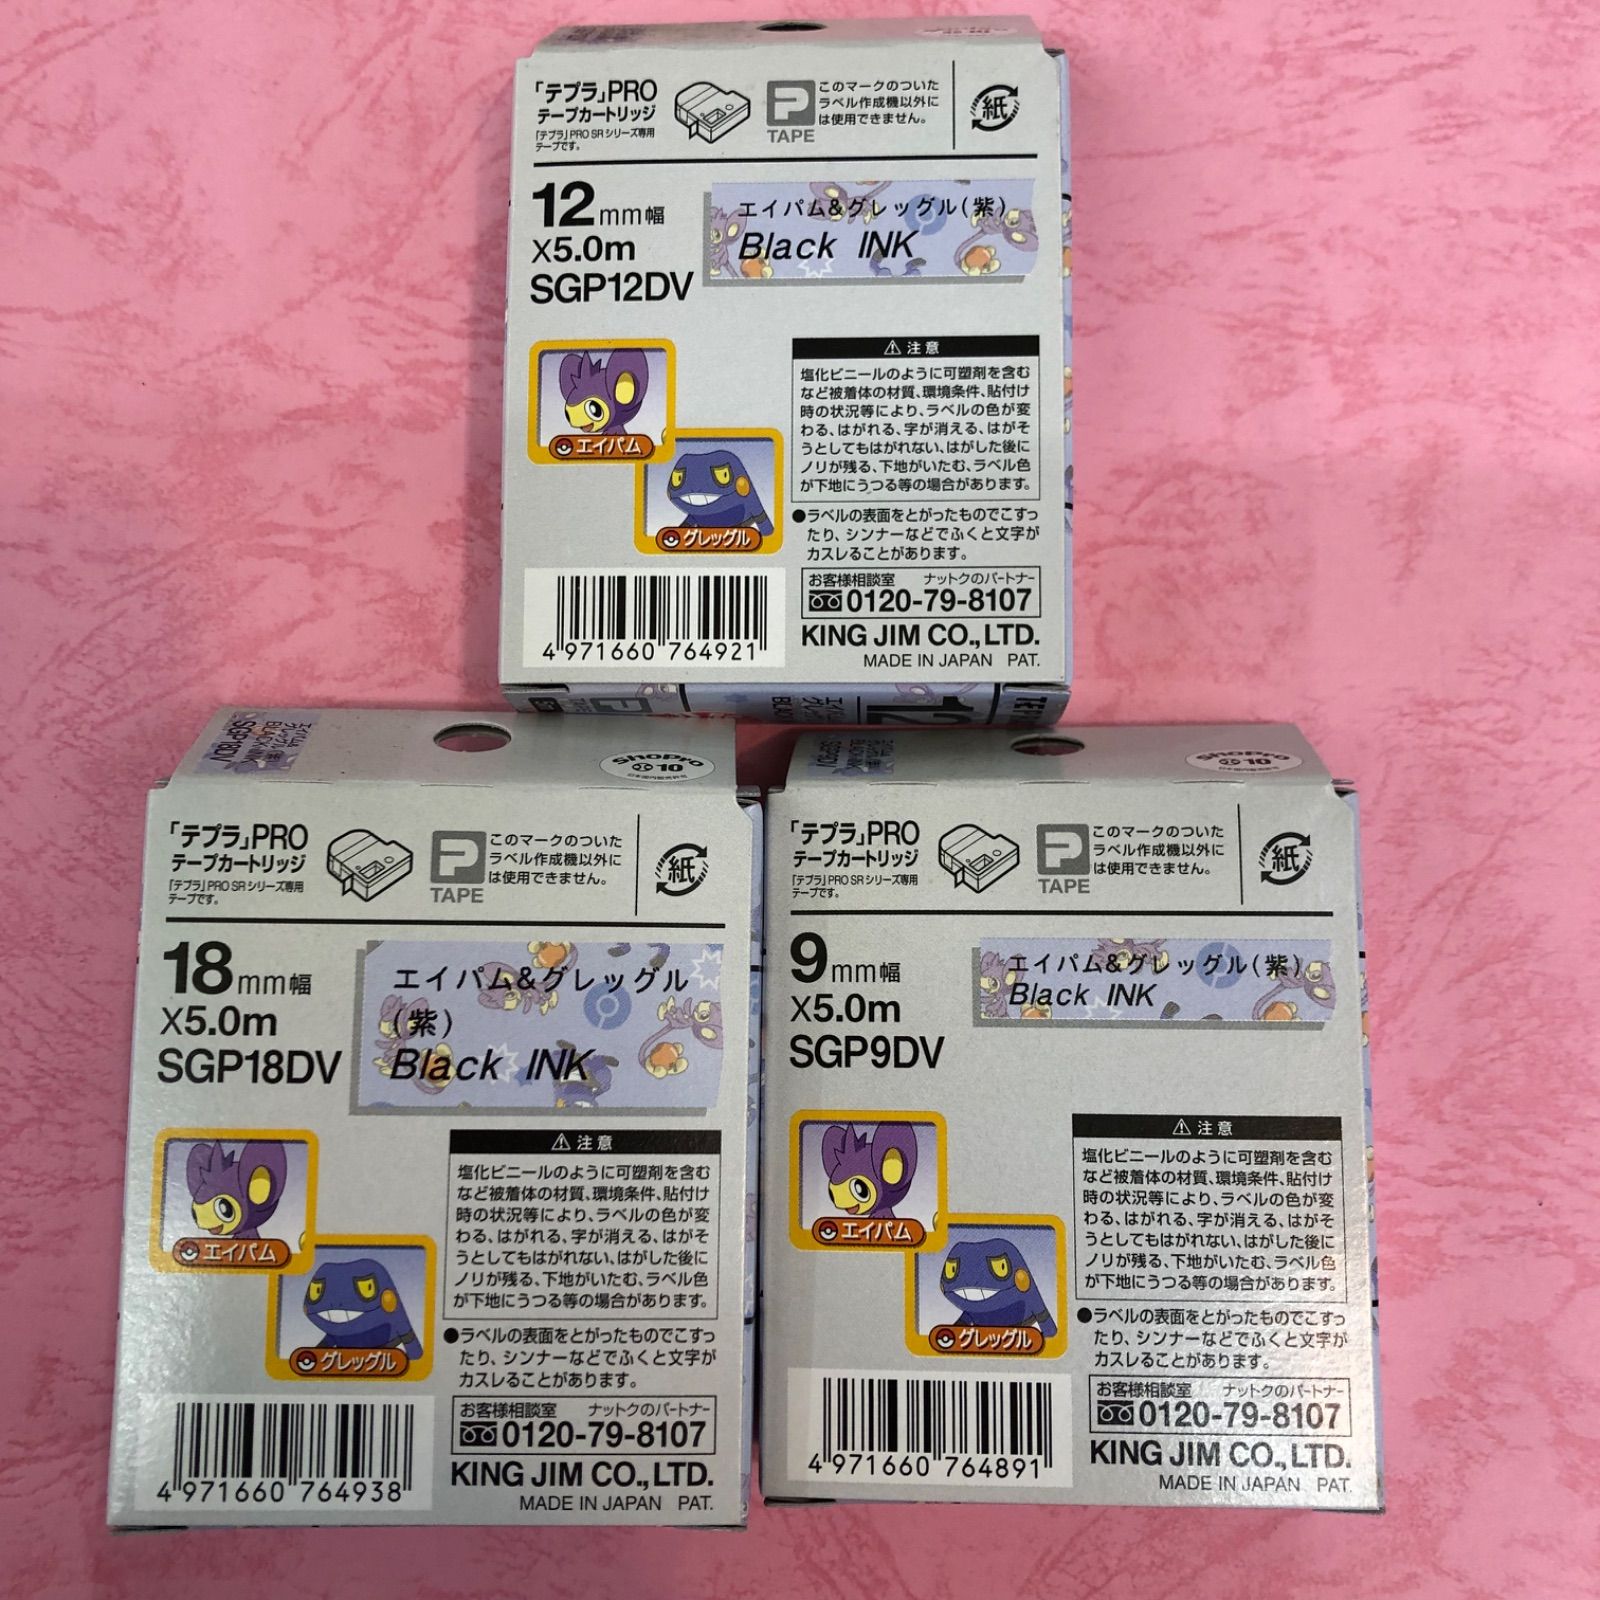 「テプラ」PRO
テープカートリッジ
「テプラ」PRO SRシリーズ専用
テープです。
TAPE
このマークのついた
ラベル作成機以外に
は使用できません。
紙
12mm幅
X5.0m
SGP12DV
エイパム&グレッグル(紫)
Black INK
エイパム
グレッグル
注意
塩化ビニールのように可塑剤を含む
など被着体の材質、環境条件、貼付け
時の状況等により、ラベルの色が変
わる、はがれる、字が消える、はがそ
うとしてもはがれない、はがした後に
ノリが残る、下地がいたむ、ラベル色
が下地にうつる等の場合があります。
●ラベルの表面をとがったものでこすっ
たり、シンナーなどでふくと文字が
カスレることがあります。
お客様相談室 ナットクのパートナー
0120-79-8107
KING JIM CO.,LTD.
MADE IN JAPAN PAT.
4 971660 764921
エイパム&
グレッグル(紫)
BLACK INK
SGP18DV
ShoPro
10
日本国内販売許可
「テプラ」PRO
テープカートリッジ
「テプラ」PRO SRシリーズ専用
テープです。
TAPE
このマークのついた
ラベル作成機以外に
は使用できません。
紙
18mm幅
X5.0m
SGP18DV
エイパム&グレッグル
(紫)
Black INK
エイパム
グレッグル
注意
塩化ビニールのように可塑剤を含む
など被着体の材質、環境条件、貼付け
時の状況等により、ラベルの色が変
わる、はがれる、字が消える、はがそ
うとしてもはがれない、はがした後に
ノリが残る、下地がいたむ、ラベル色
が下地にうつる等の場合があります。
●ラベルの表面をとがったものでこすっ
たり、シンナーなどでふくと文字が
カスレることがあります。
お客様相談室 ナットクのパートナー
0120-79-8107
KING JIM CO.,LTD.
MADE IN JAPAN PAT.
4 971660 764938
ShoPro
10
日本国内販売許可
「テプラ」PRO
テープカートリッジ
「テプラ」PRO SRシリーズ専用
テープです。
TAPE
このマークのついた
ラベル作成機以外に
は使用できません。
紙
9mm幅
X5.0m
SGP9DV
エイパム&グレッグル(紫)
Black INK
エイパム
グレッグル
注意
塩化ビニールのように可塑剤を含む
など被着体の材質、環境条件、貼付け
時の状況等により、ラベルの色が変
わる、はがれる、字が消える、はがそ
うとしてもはがれない、はがした後に
ノリが残る、下地がいたむ、ラベル色
が下地にうつる等の場合があります。
●ラベルの表面をとがったものでこすっ
たり、シンナーなどでふくと文字が
カスレることがあります。
お客様相談室 ナットクのパートナー
0120-79-8107
KING JIM CO.,LTD.
MADE IN JAPAN PAT.
4 971660 764891